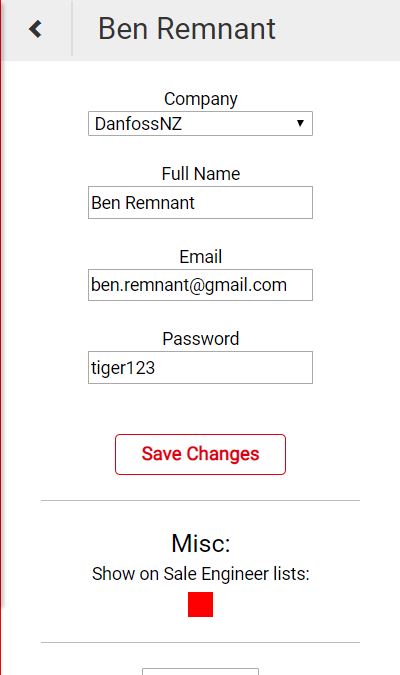 Ben Remnant
Company
DanfossNZ
Full Name
Ben Remnant
Email
ben.remnant@gmail.com
Password
tiger123
Save Changes
Misc:
Show on Sale Engineer lists: